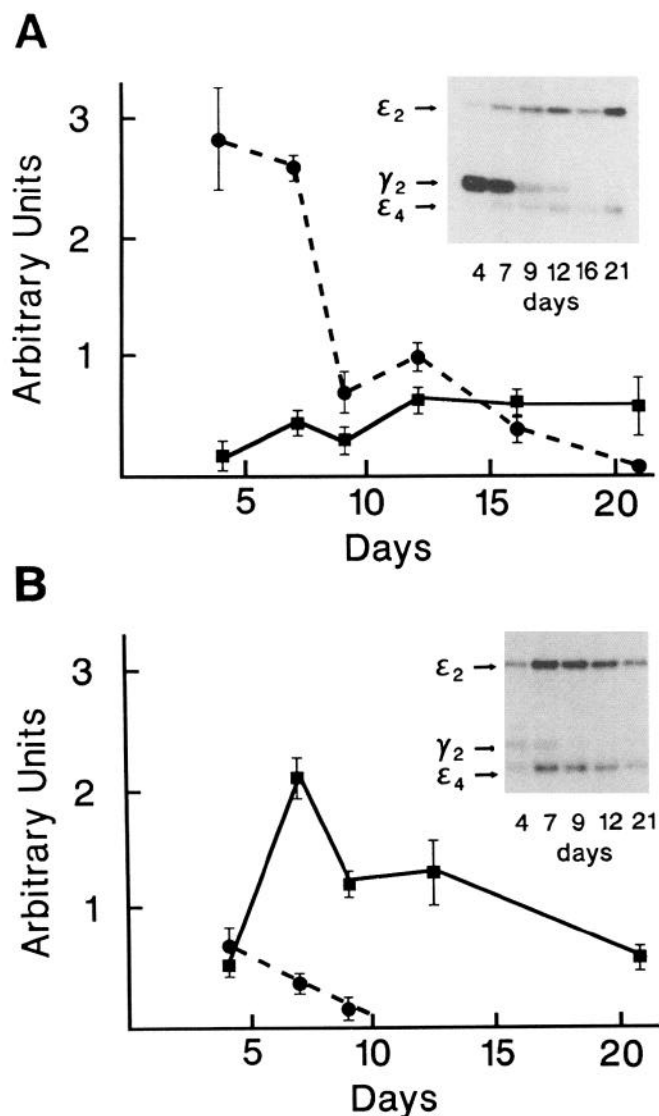 A
Arbitrary Units
3
2
1
ε2 →
γ2 →
ε4 →
4 7 9 12 16 21
days
5 10 15 20
Days
B
Arbitrary Units
3
2
1
ε2 →
γ2 →
ε4 →
4 7 9 12 21
days
5 10 15 20
Days